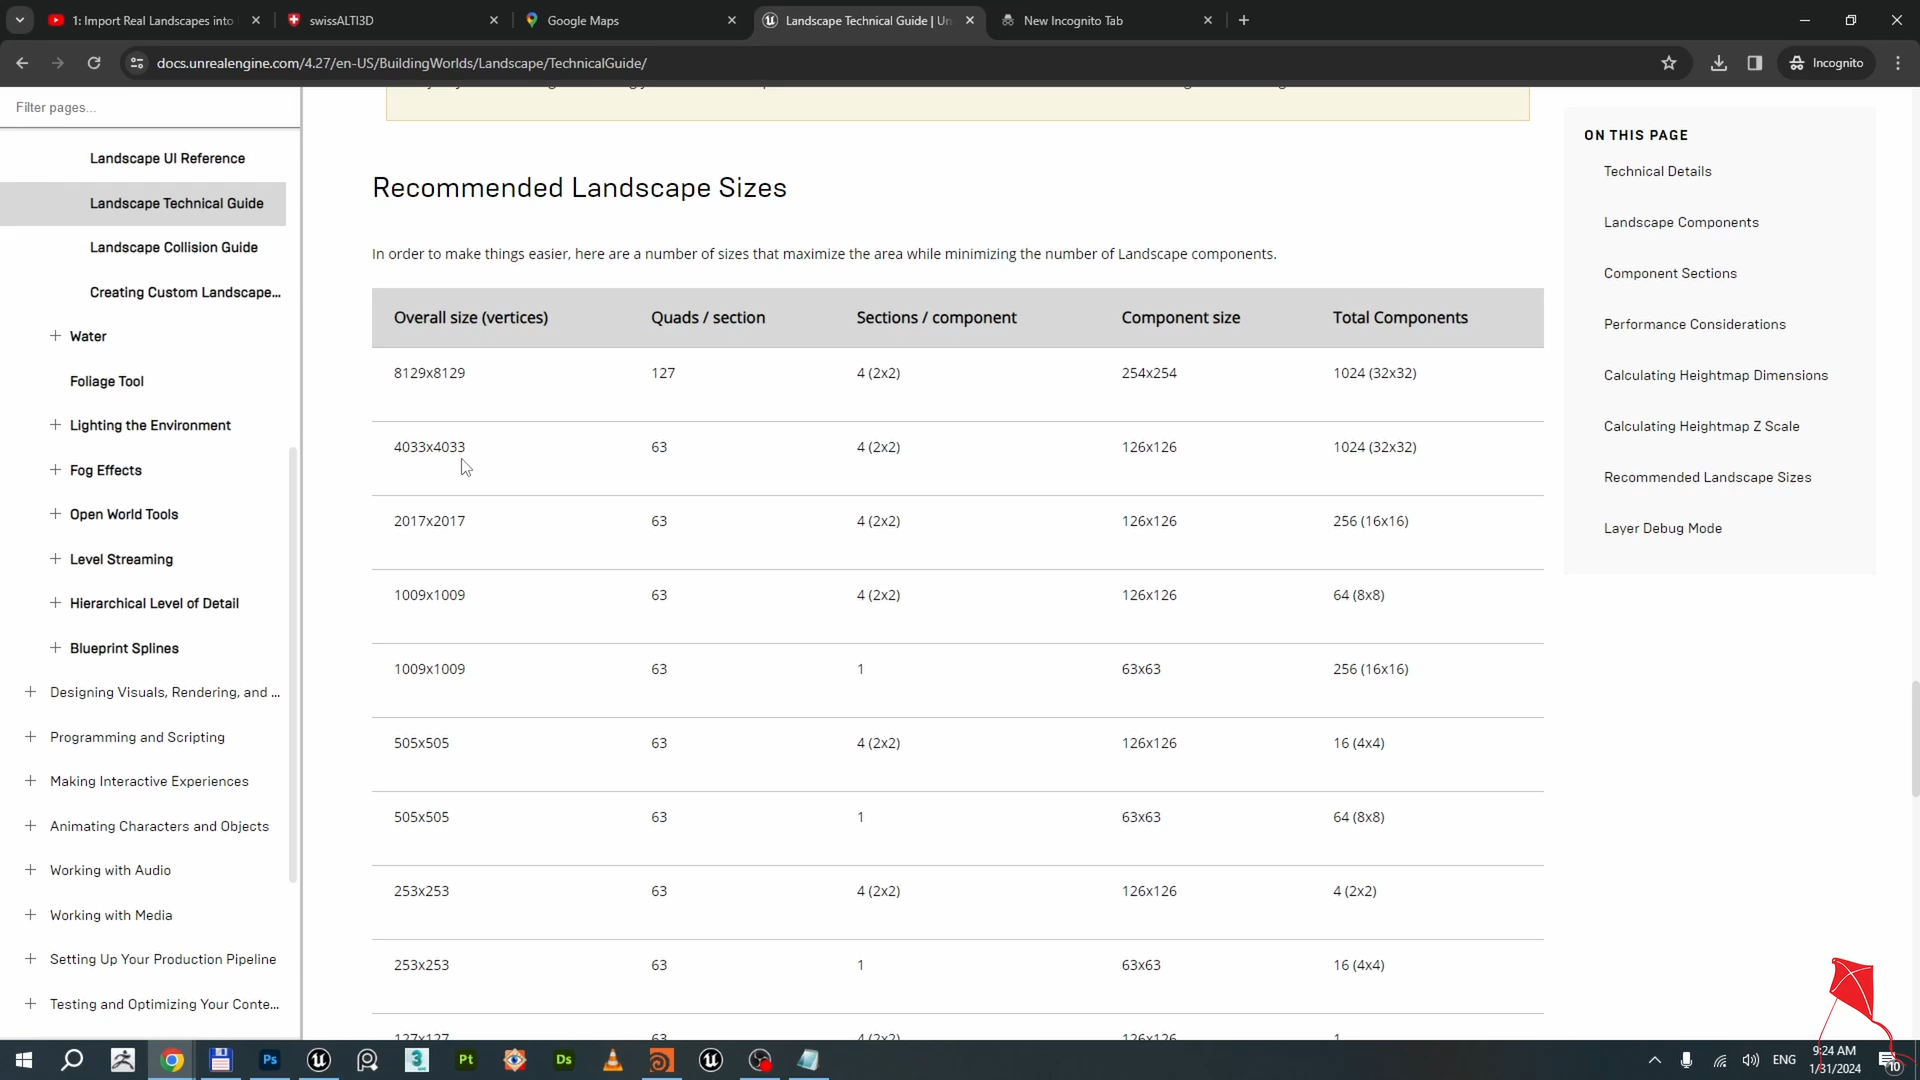 1: Import Real Landscapes into
swissALTI3D
Google Maps
Landscape Technical Guide | Un
New Incognito Tab
docs.unrealengine.com/4.27/en-US/BuildingWorlds/Landscape/TechnicalGuide/
Incognito
Filter pages...
Landscape UI Reference
Landscape Technical Guide
Landscape Collision Guide
Creating Custom Landscape...
Water
Foliage Tool
Lighting the Environment
Fog Effects
Open World Tools
Level Streaming
Hierarchical Level of Detail
Blueprint Splines
Designing Visuals, Rendering, and ...
Programming and Scripting
Making Interactive Experiences
Animating Characters and Objects
Working with Audio
Working with Media
Setting Up Your Production Pipeline
Testing and Optimizing Your Conte...
Recommended Landscape Sizes
In order to make things easier, here are a number of sizes that maximize the area while minimizing the number of Landscape components.
Overall size (vertices) Quads / section Sections / component Component size Total Components
8129x8129 127 4 (2x2) 254x254 1024 (32x32)
4033x4033 63 4 (2x2) 126x126 1024 (32x32)
2017x2017 63 4 (2x2) 126x126 256 (16x16)
1009x1009 63 4 (2x2) 126x126 64 (8x8)
1009x1009 63 1 63x63 256 (16x16)
505x505 63 4 (2x2) 126x126 16 (4x4)
505x505 63 1 63x63 64 (8x8)
253x253 63 4 (2x2) 126x126 4 (2x2)
253x253 63 1 63x63 16 (4x4)
127x127 63 4 (2x2) 126x126 1
ON THIS PAGE
Technical Details
Landscape Components
Component Sections
Performance Considerations
Calculating Heightmap Dimensions
Calculating Heightmap Z Scale
Recommended Landscape Sizes
Layer Debug Mode
Ps
3
Pt
Ds
ENG
9:24 AM
1/31/2024
10